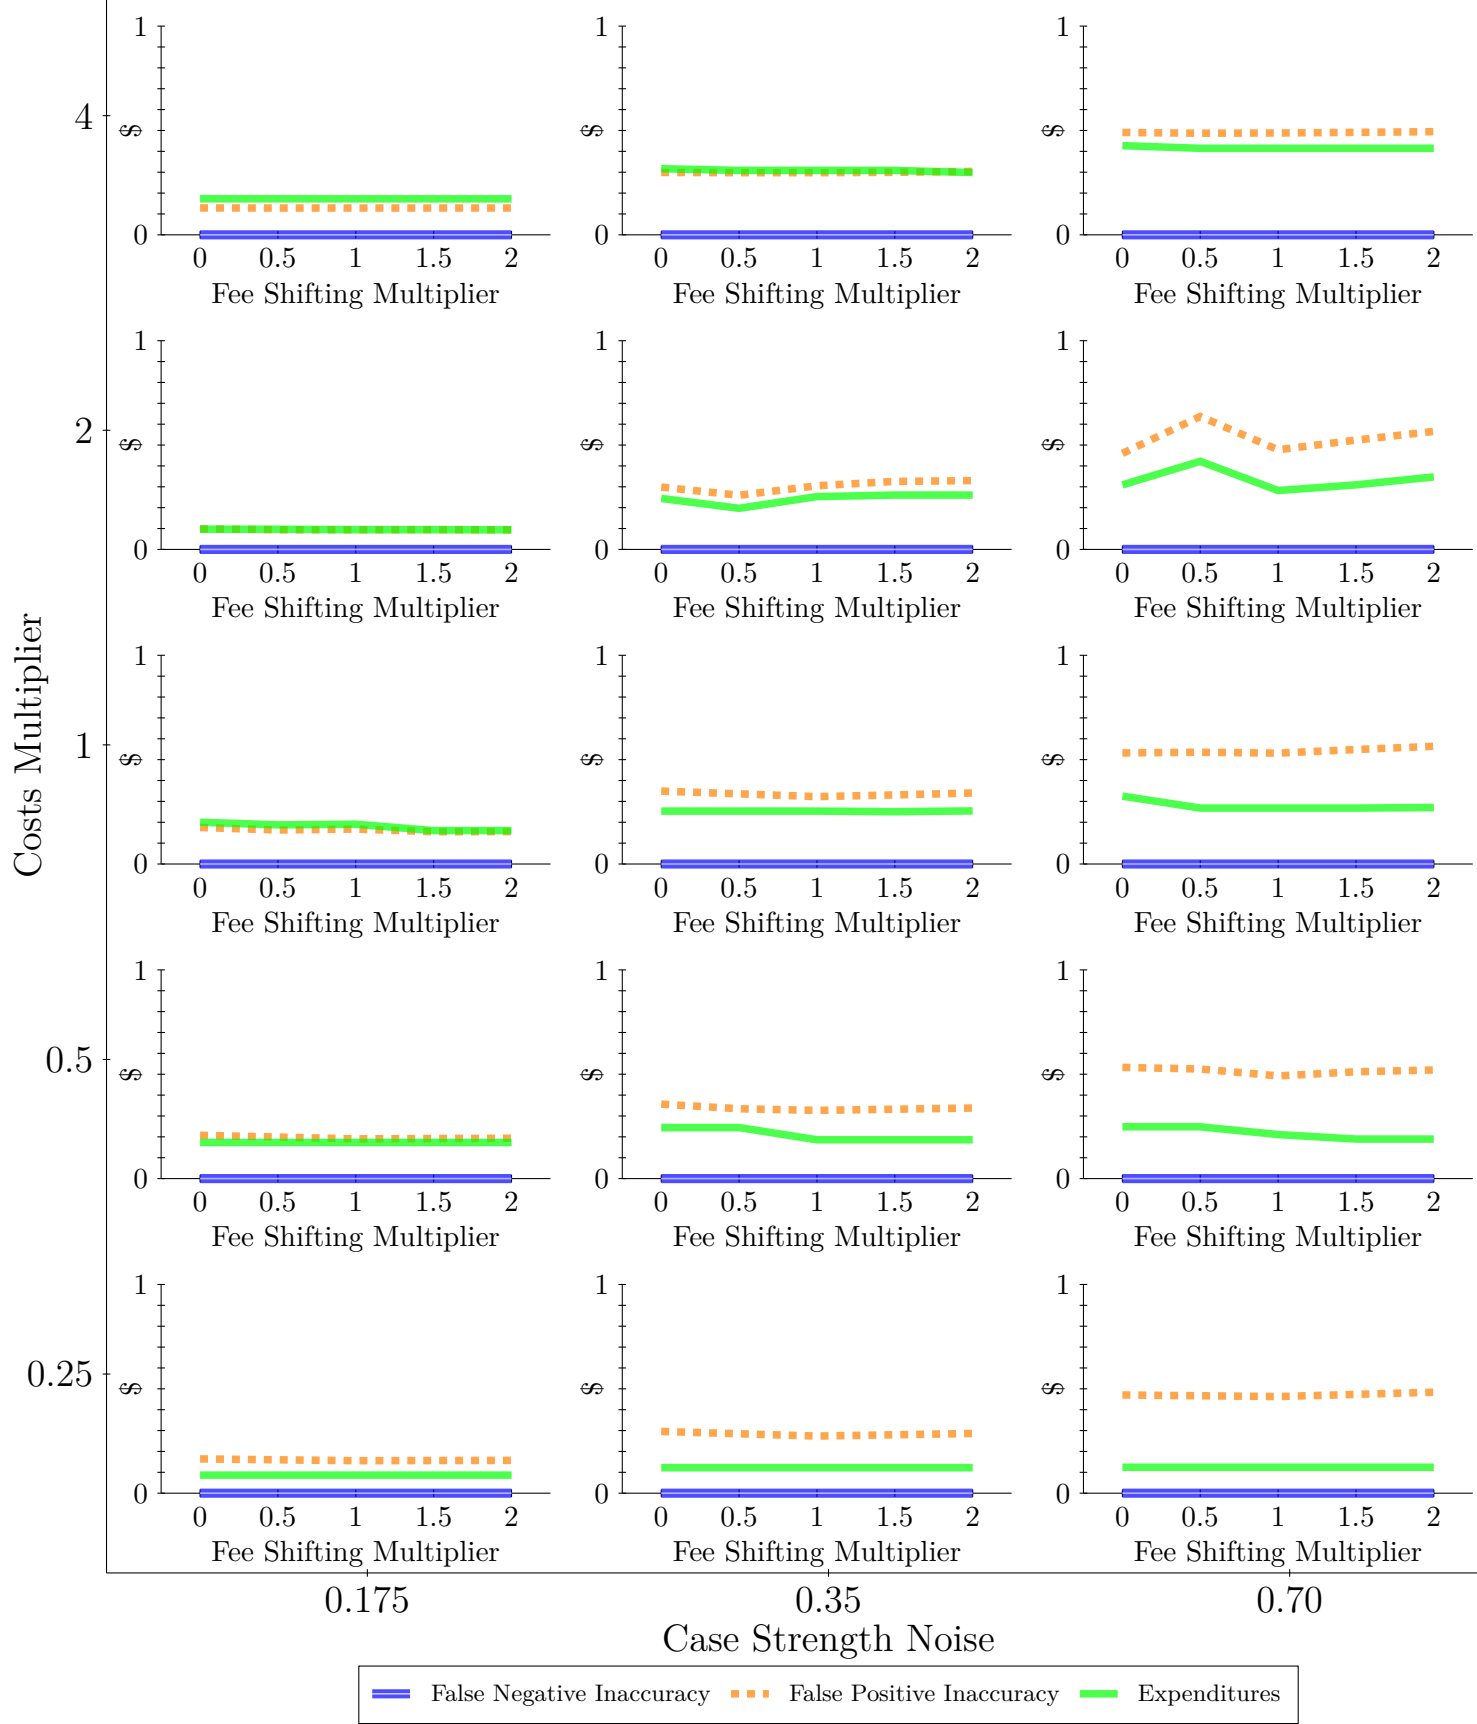 Costs Multiplier
4
1 $ 0
0 0.5 1 1.5 2
Fee Shifting Multiplier
1 $ 0
0 0.5 1 1.5 2
Fee Shifting Multiplier
1 $ 0
0 0.5 1 1.5 2
Fee Shifting Multiplier
2
1 $ 0
0 0.5 1 1.5 2
Fee Shifting Multiplier
1 $ 0
0 0.5 1 1.5 2
Fee Shifting Multiplier
1 $ 0
0 0.5 1 1.5 2
Fee Shifting Multiplier
1
1 $ 0
0 0.5 1 1.5 2
Fee Shifting Multiplier
1 $ 0
0 0.5 1 1.5 2
Fee Shifting Multiplier
1 $ 0
0 0.5 1 1.5 2
Fee Shifting Multiplier
0.5
1 $ 0
0 0.5 1 1.5 2
Fee Shifting Multiplier
1 $ 0
0 0.5 1 1.5 2
Fee Shifting Multiplier
1 $ 0
0 0.5 1 1.5 2
Fee Shifting Multiplier
0.25
1 $ 0
0 0.5 1 1.5 2
Fee Shifting Multiplier
1 $ 0
0 0.5 1 1.5 2
Fee Shifting Multiplier
1 $ 0
0 0.5 1 1.5 2
Fee Shifting Multiplier
0.175 0.35 0.70
Case Strength Noise
False Negative Inaccuracy False Positive Inaccuracy Expenditures